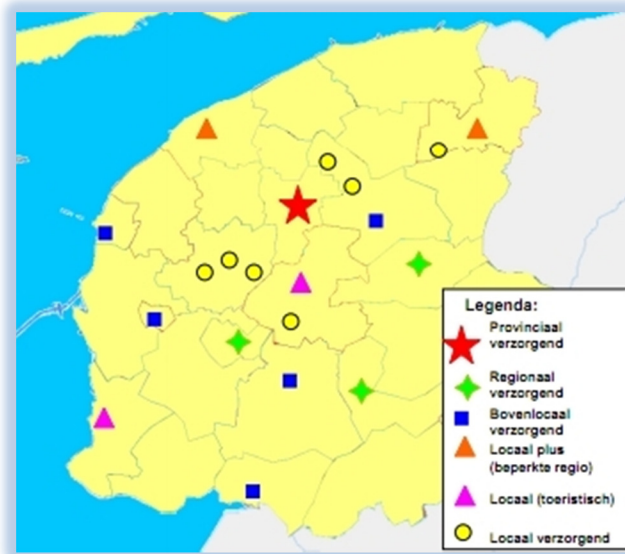 Legenda:
Provinciaal
verzorgend
Regionaal
verzorgend
Bovenlocaal
verzorgend
Locaal plus
(beperkte regio)
Locaal (toeristisch)
Locaal verzorgend